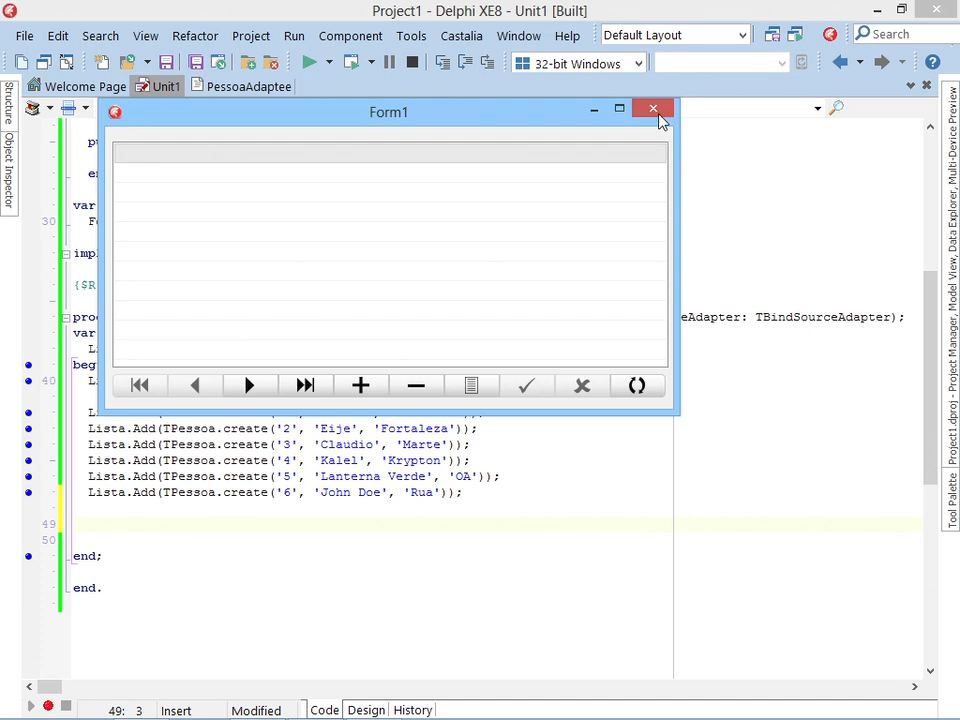 Project1 - Delphi XE8 - Unit1 [Built]
File Edit Search View Refactor Project Run Component Tools Castalia Window Help
Default Layout
Search
32-bit Windows
Welcome Page
Unit1
PessoaAdaptee
Structure
Object Inspector
Form1
en
var
30
imp
{$R
proc
eAdapter: TBindSourceAdapter);
var
Li
beg
40
Lista.Add(TPessoa.create('2', 'Eije', 'Fortaleza'));
Lista.Add(TPessoa.create('3', 'Claudio', 'Marte'));
Lista.Add(TPessoa.create('4', 'Kalel', 'Krypton'));
Lista.Add(TPessoa.create('5', 'Lanterna Verde', 'OA'));
Lista.Add(TPessoa.create('6', 'John Doe', 'Rua'));
49
50
end;
end.
Project1.dproj - Project Manager, Model View, Data Explorer, Multi-Device Preview
Tool Palette
49: 3 Insert Modified Code Design History